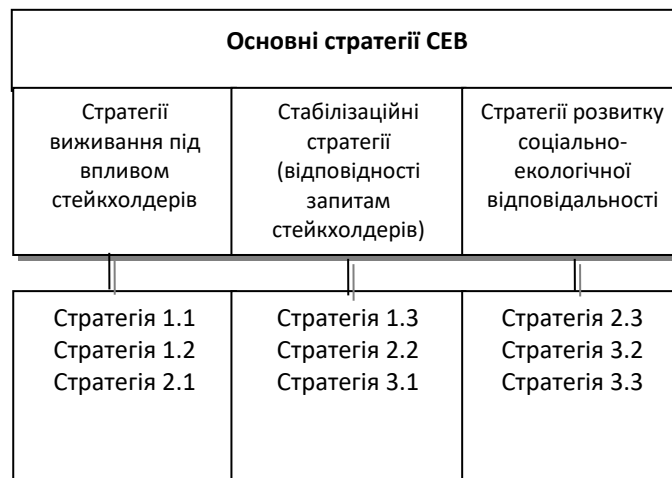 Основні стратегії СЕВ
Стратегії
виживання під
впливом
стейкхолдерів
Стабілізаційні
стратегії
(відповідності
запитам
стейкхолдерів)
Стратегії розвитку
соціально-
екологічної
відповідальності
Стратегія 1.1
Стратегія 1.2
Стратегія 2.1
Стратегія 1.3
Стратегія 2.2
Стратегія 3.1
Стратегія 2.3
Стратегія 3.2
Стратегія 3.3